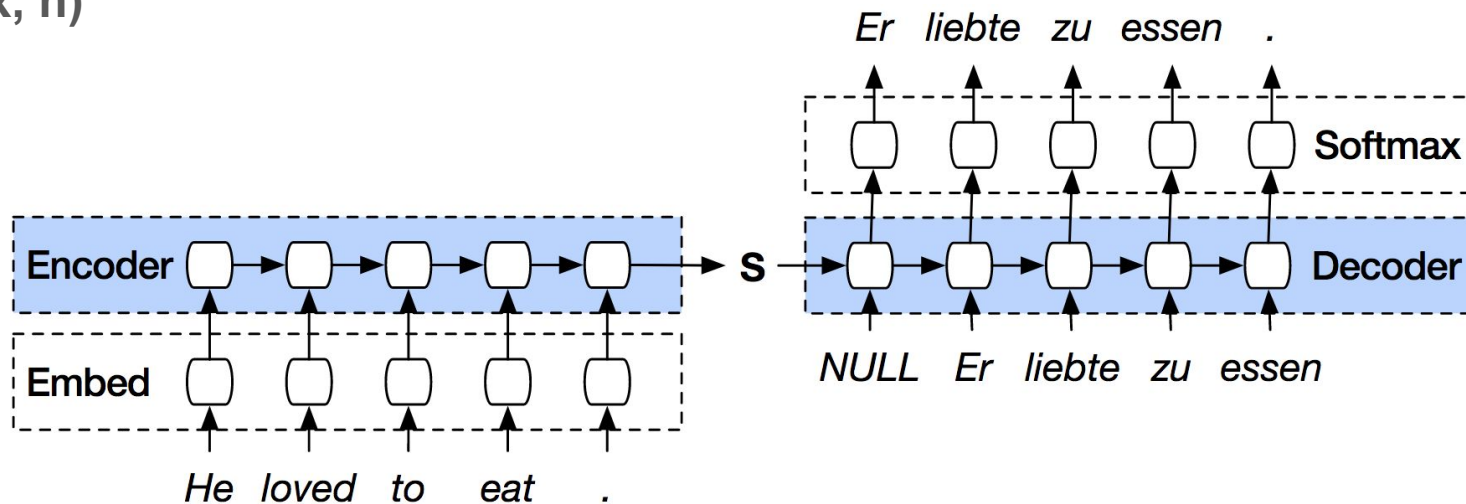 x, h)
Er liebte zu essen .
Softmax
Encoder
S
Decoder
Embed
NULL Er liebte zu essen
He loved to eat .